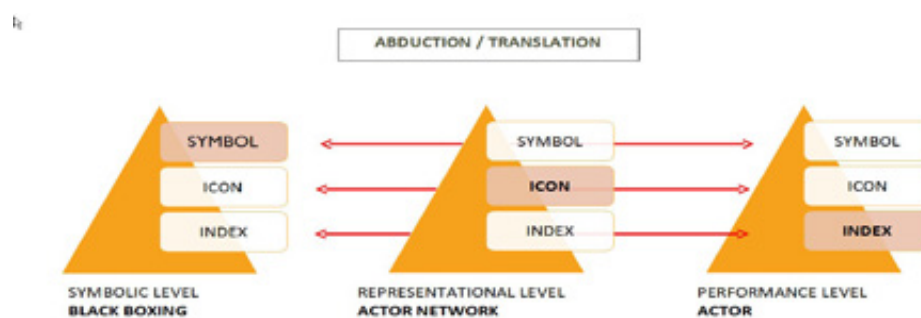 ABDUCTION / TRANSLATION
SYMBOL
ICON
INDEX
SYMBOLIC LEVEL
BLACK BOXING
SYMBOL
ICON
INDEX
REPRESENTATIONAL LEVEL
ACTOR NETWORK
SYMBOL
ICON
INDEX
PERFORMANCE LEVEL
ACTOR